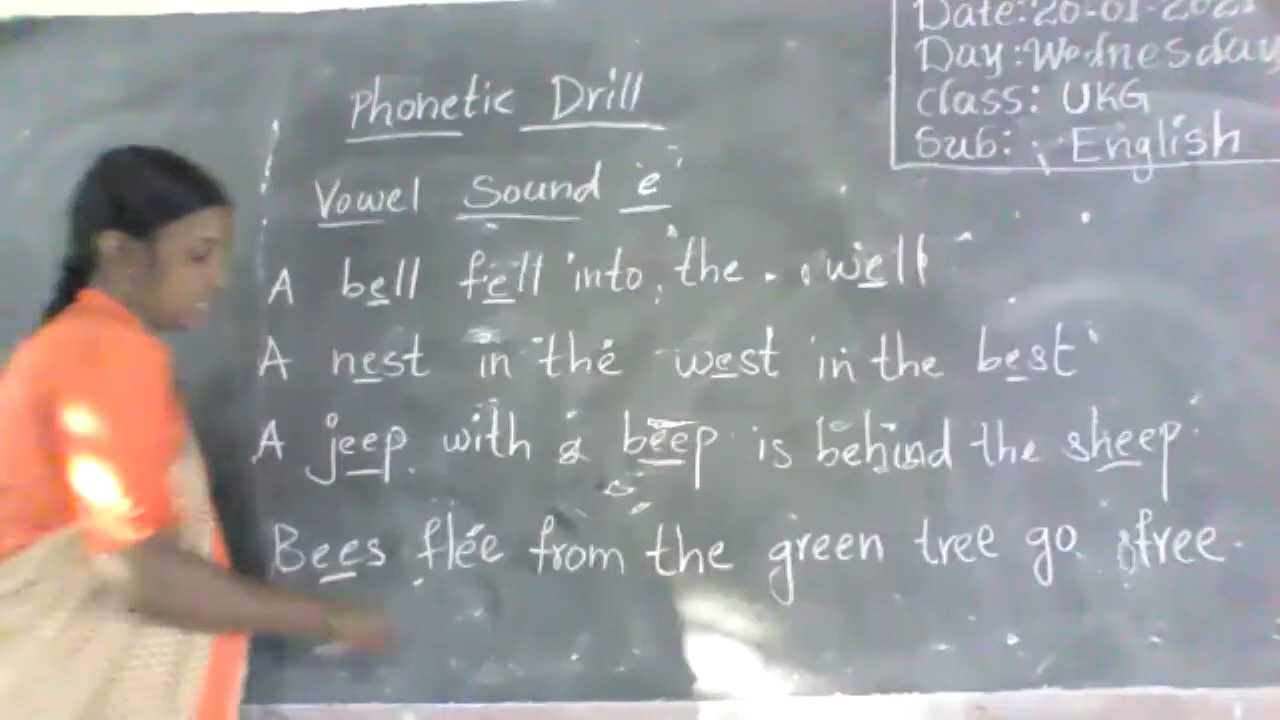 Date: 20-01-2021
Day: Wednesday
Class: UKG
Sub: English
Phonetic Drill
Vowel Sound e
A bell fell into the well
A nest in the west in the best
A jeep with a beep is behind the sheep.
Bees flee from the green tree go free.